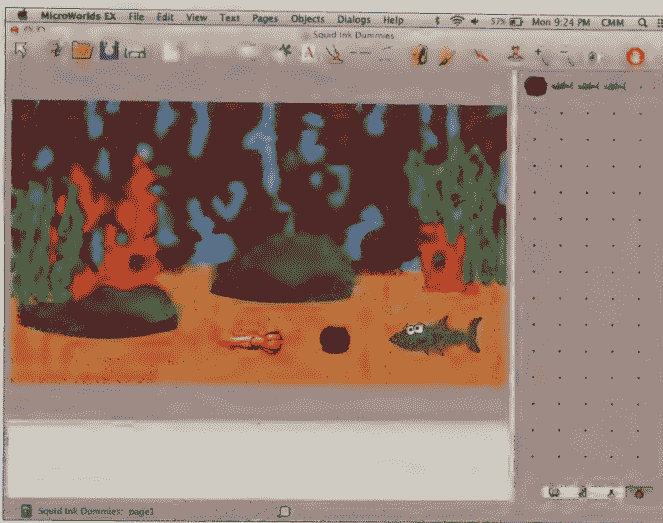 MicroWorlds EX File Edit View Text Pages Objects Dialogs Help 57% Mon 9:24 PM CMM
Squid Ink Dummies
A
Squid Ink Dummies: page1